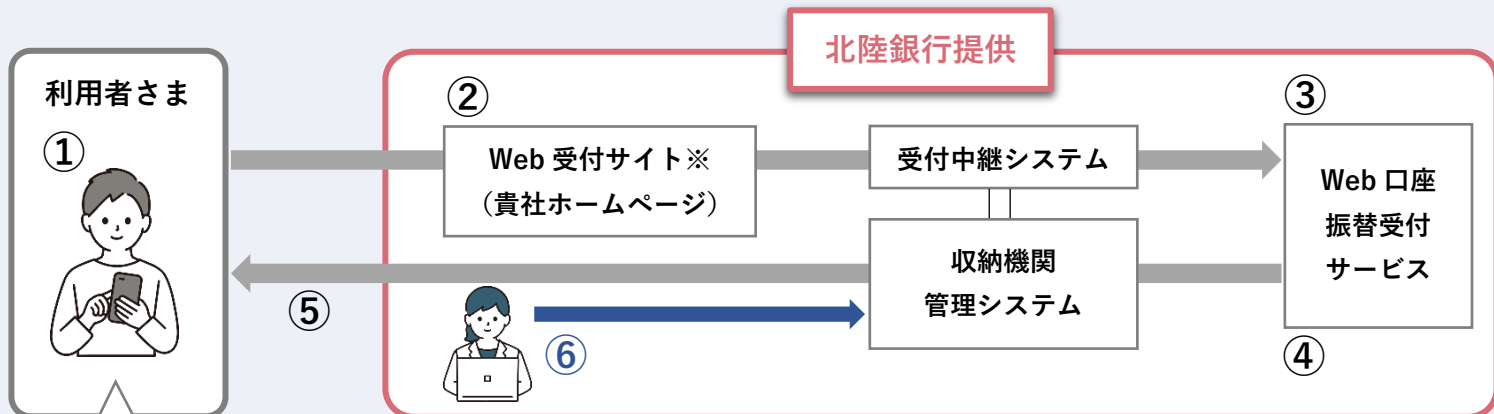 北陸銀行提供
利用者さま
①
②
Web 受付サイト※
（貴社ホームページ）
受付中継システム
③
Web 口座
振替受付
サービス
収納機関
管理システム
④
⑤
⑥